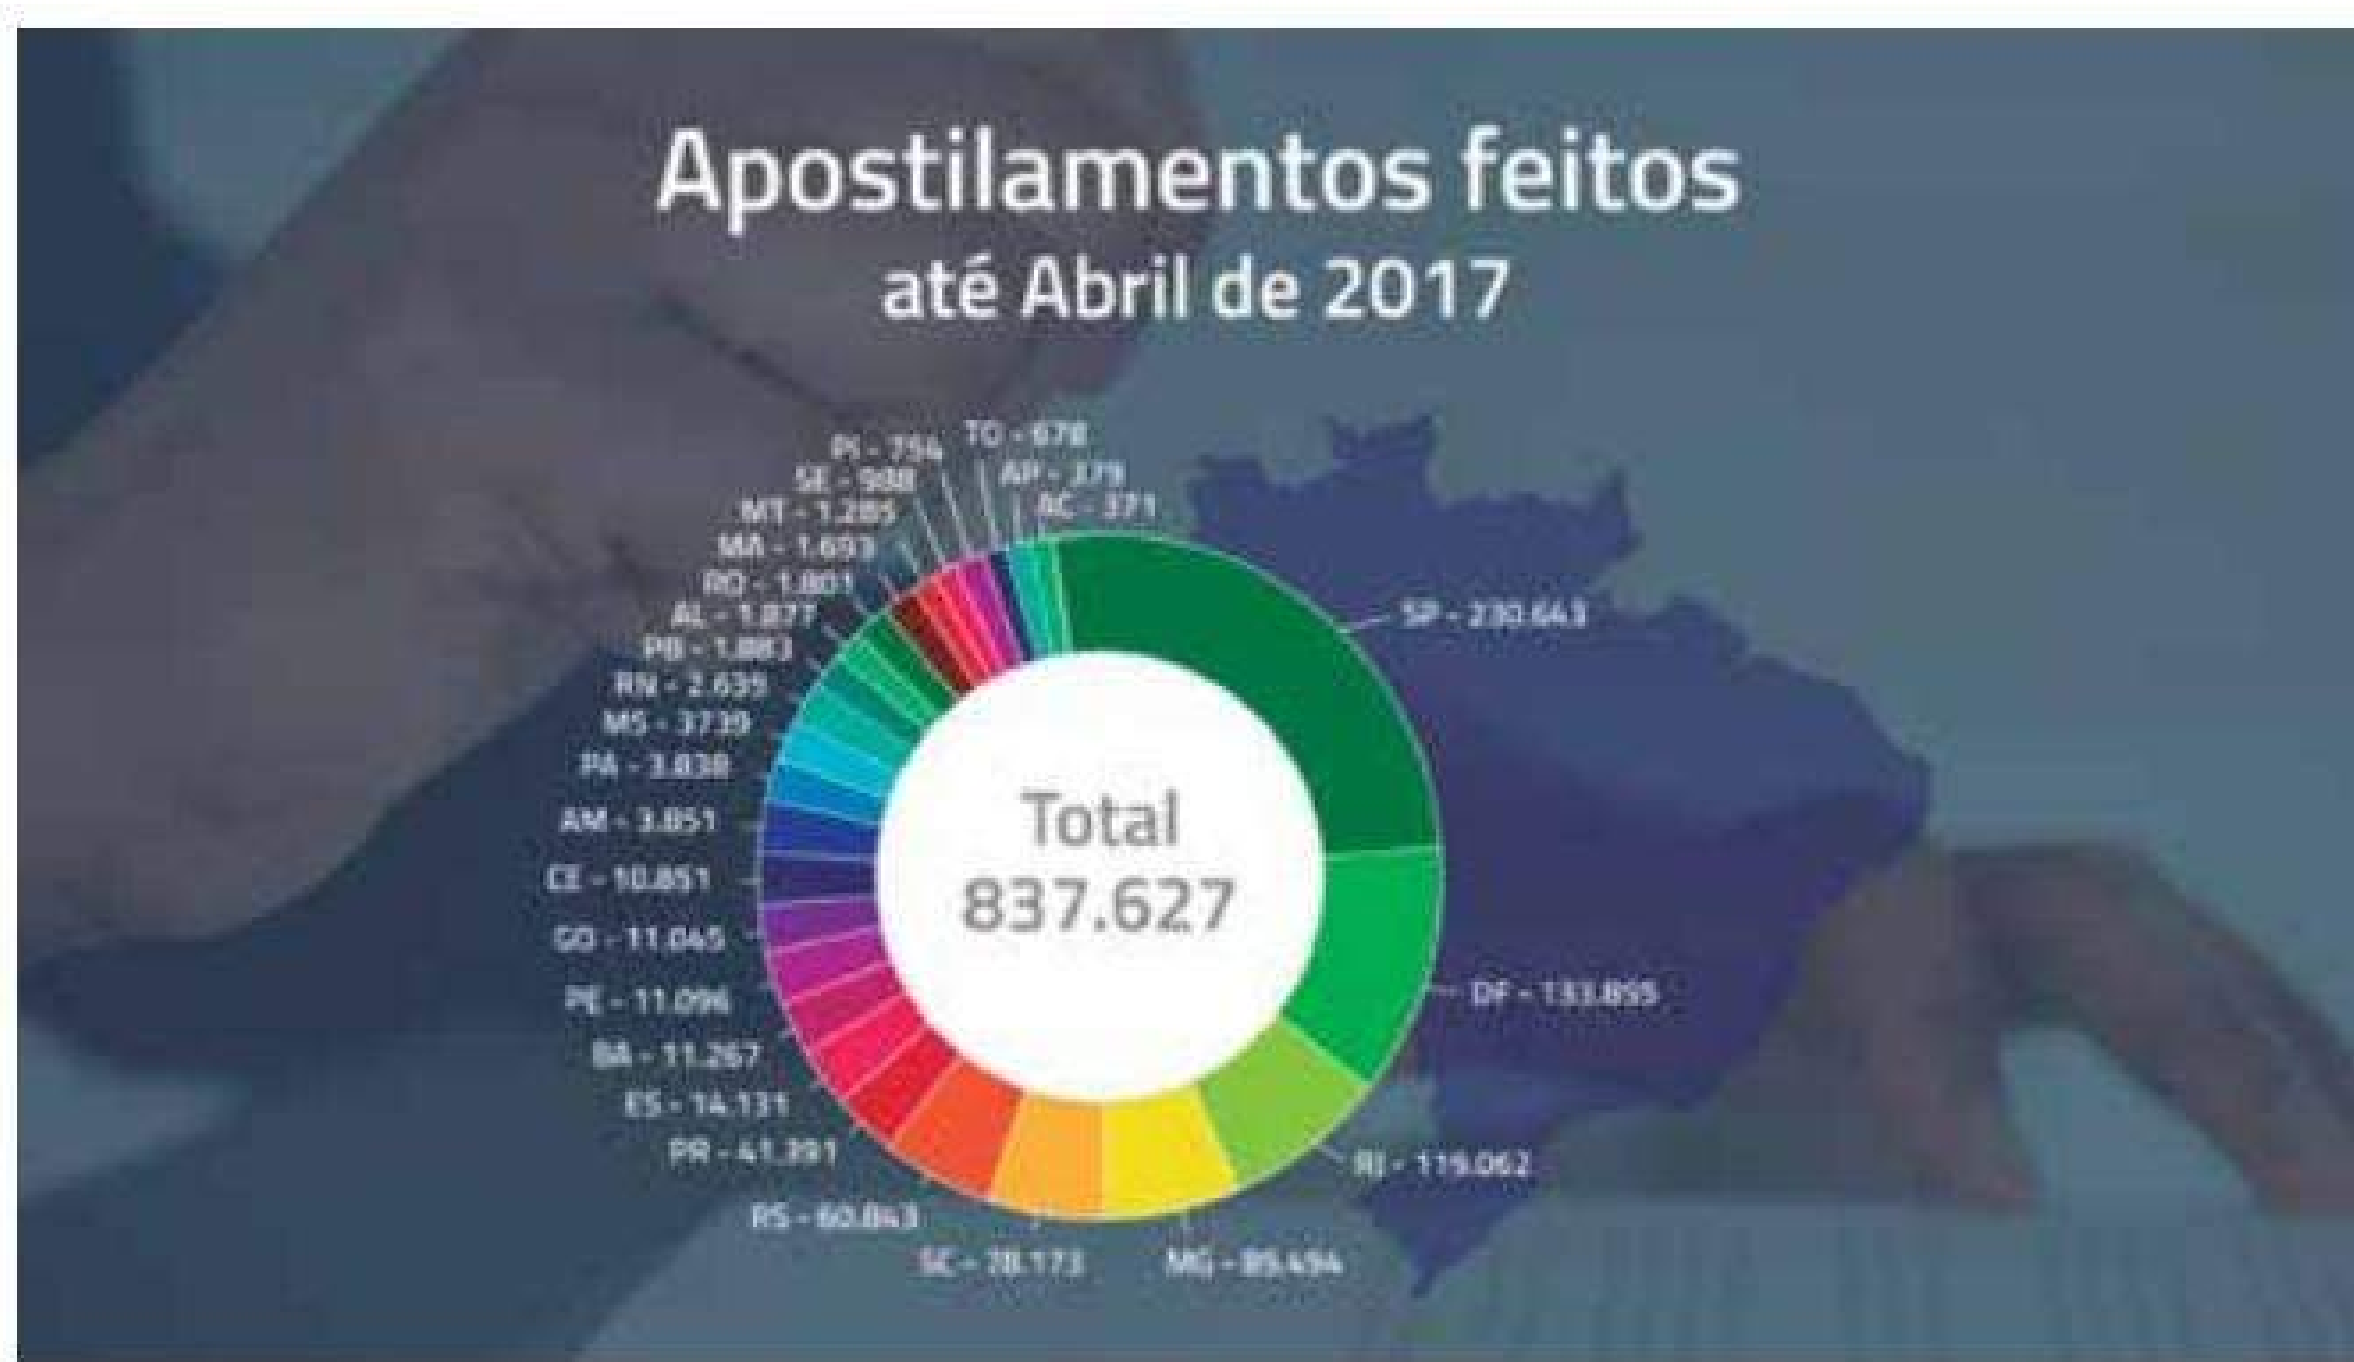 Apostilamentos feitos
até Abril de 2017
TO - 678
PI - 754
AP - 379
SE - 988
AC - 371
MT - 1.285
MA - 1.693
RO - 1.801
AL - 1.877
PB - 1.883
RN - 2.635
MS - 3739
PA - 3.838
AM - 3.851
CE - 10.851
GO - 11.045
PE - 11.096
BA - 11.267
ES - 14.131
PR - 41.391
RS - 60.843
SC - 78.173
MG - 89.494
RJ - 119.062
DF - 133.895
SP - 230.643
Total
837.627